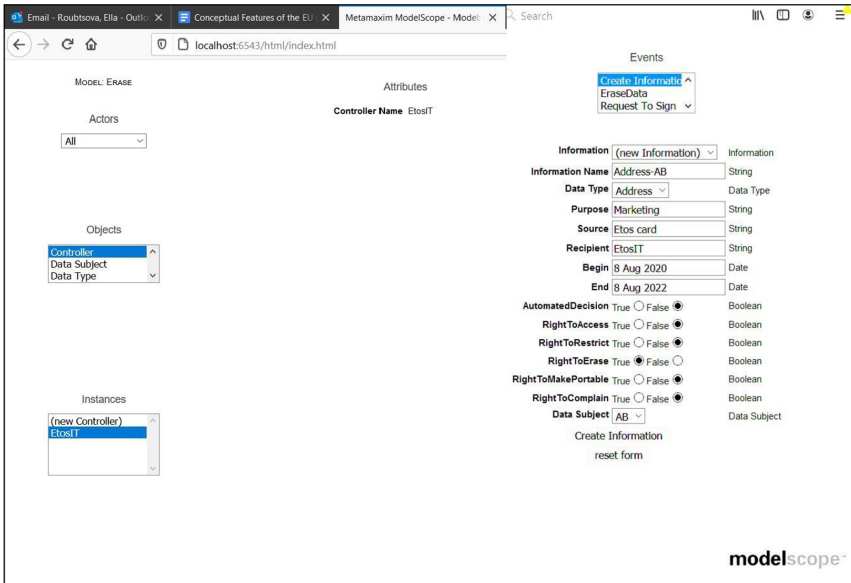 Email - Roubtsova, Ella - Outlo
Conceptual Features of the EU
Metamaxim ModelScope - Model:
Search
localhost:6543/html/index.html
MODEL: ERASE
Actors
All
Objects
Controller
Data Subject
Data Type
Instances
(new Controller)
EtosIT
Attributes
Controller Name EtosIT
Events
Create Informatio
EraseData
Request To Sign
Information (new Information) Information
Information Name Address-AB String
Data Type Address Data Type
Purpose Marketing String
Source Etos card String
Recipient EtosIT String
Begin 8 Aug 2020 Date
End 8 Aug 2022 Date
AutomatedDecision True False Boolean
RightToAccess True False Boolean
RightToRestrict True False Boolean
RightToErase True False Boolean
RightToMakePortable True False Boolean
RightToComplain True False Boolean
Data Subject AB Data Subject
Create Information
reset form
modelscope